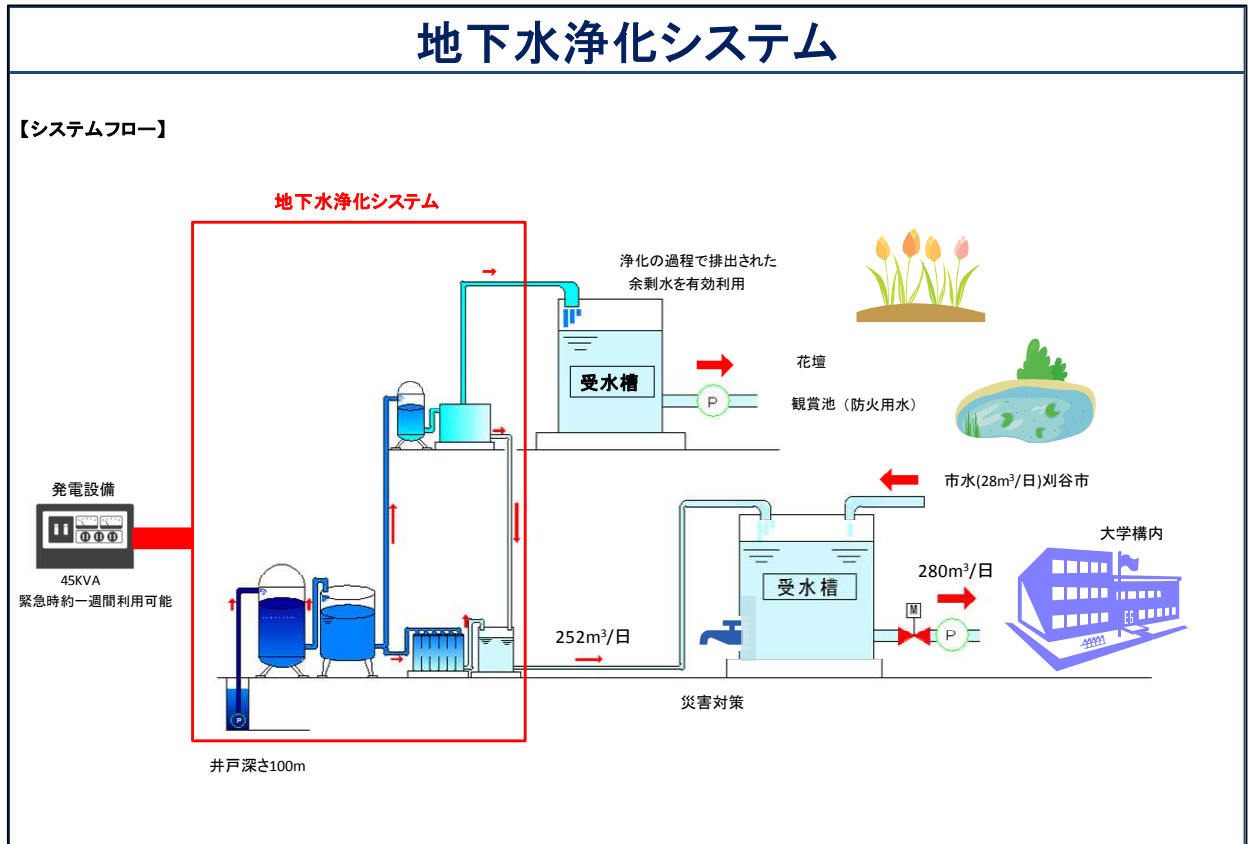 地下水浄化システム
【システムフロー】
地下水浄化システム
浄化の過程で排出された
余剰水を有効利用
受水槽
P
花壇
観賞池（防火用水）
市水(28m³/日)刈谷市
発電設備
45KVA
緊急時約一週間利用可能
大学構内
280m³/日
受水槽
M
P
252m³/日
災害対策
P
井戸深さ100m